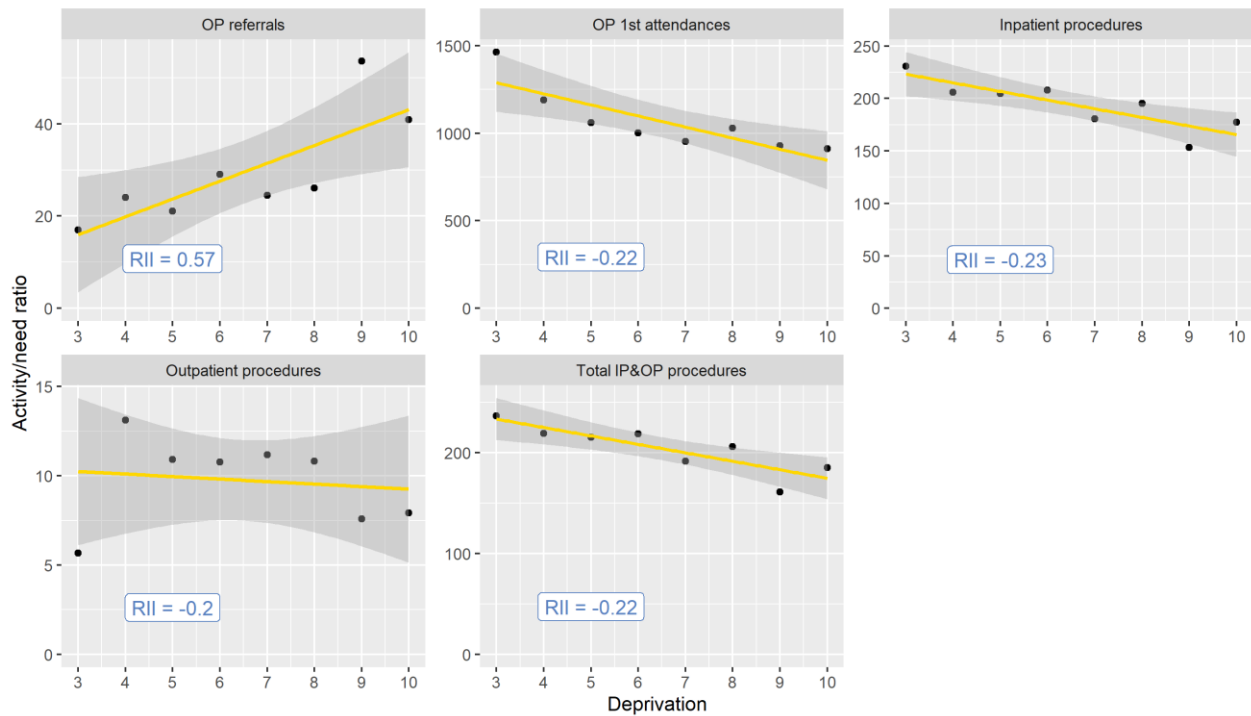 OP referrals
OP 1st attendances
Inpatient procedures
40
20
0
RII = 0.57
3 4 5 6 7 8 9 10
1500
1000
500
0
RII = -0.22
3 4 5 6 7 8 9 10
250
200
150
100
50
0
RII = -0.23
3 4 5 6 7 8 9 10
Activity/need ratio
Outpatient procedures
Total IP&OP procedures
15
10
5
0
RII = -0.2
3 4 5 6 7 8 9 10
200
100
0
RII = -0.22
3 4 5 6 7 8 9 10
Deprivation